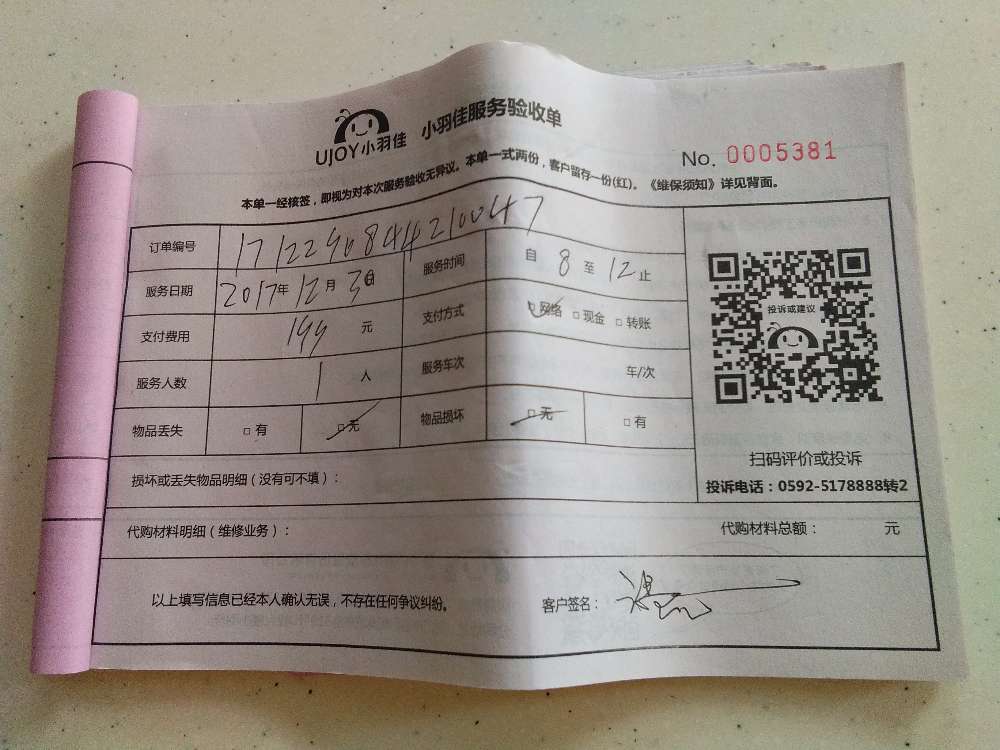 UJOY小羽佳 小羽佳服务验收单
No. 0005381
本单一经核签，即视为对本次服务验收无异议。本单一式两份，客户留存一份(红)。《维保须知》详见背面。
订单编号 1712290844210047
服务日期 2017年12月3日 服务时间 自 8 至 12 止
支付费用 199 元 支付方式 □网络 □现金 □转账
服务人数 1 人 服务车次 车/次
物品丢失 □有 □无 物品损坏 □无 □有
投诉或建议
扫码评价或投诉
投诉电话：0592-5178888转2
损坏或丢失物品明细（没有可不填）：
代购材料明细（维修业务）： 代购材料总额： 元
以上填写信息已经本人确认无误，不存在任何争议纠纷。 客户签名：